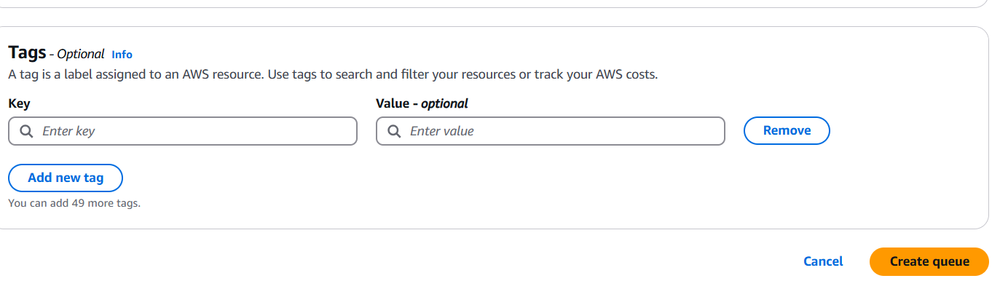 Tags - Optional Info
A tag is a label assigned to an AWS resource. Use tags to search and filter your resources or track your AWS costs.
Key Value - optional
Enter key Enter value Remove
Add new tag
You can add 49 more tags.
Cancel Create queue